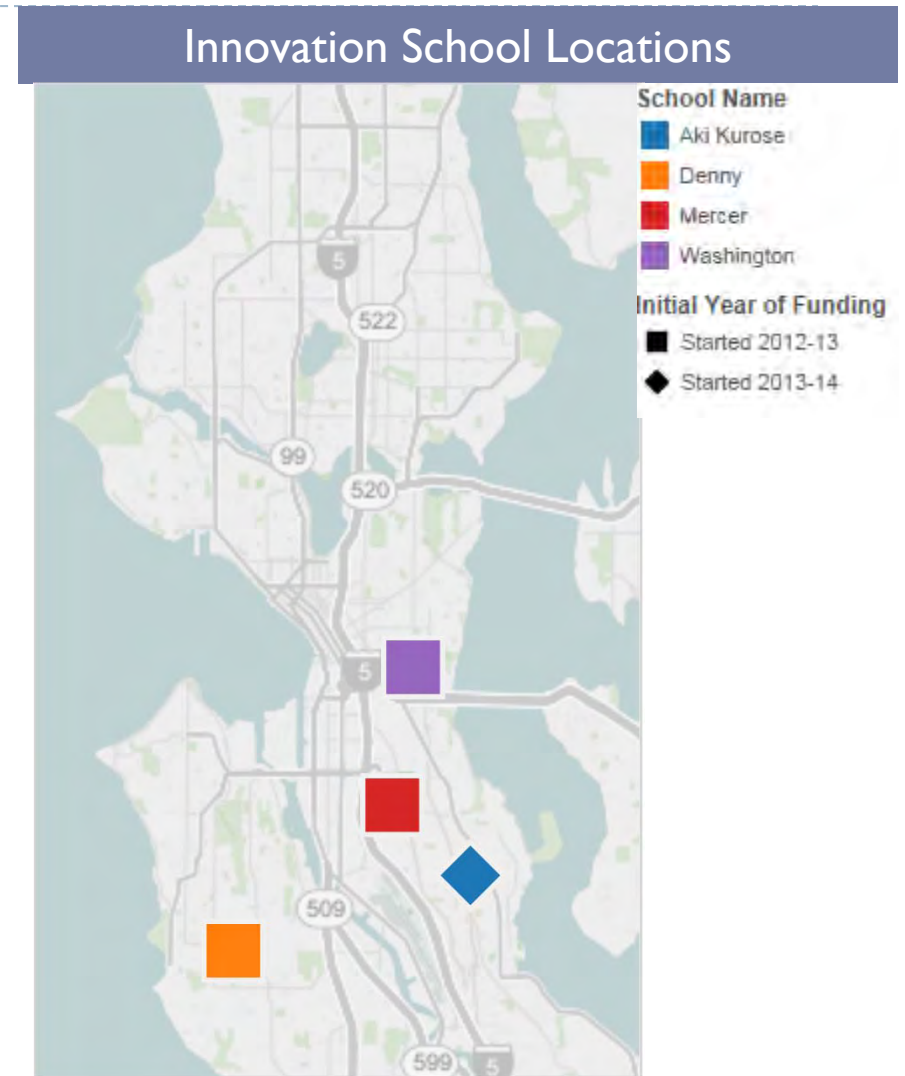 Innovation School Locations
School Name
Aki Kurose
Denny
Mercer
Washington
Initial Year of Funding
Started 2012-13
Started 2013-14
5
522
99
520
5
509
599
5